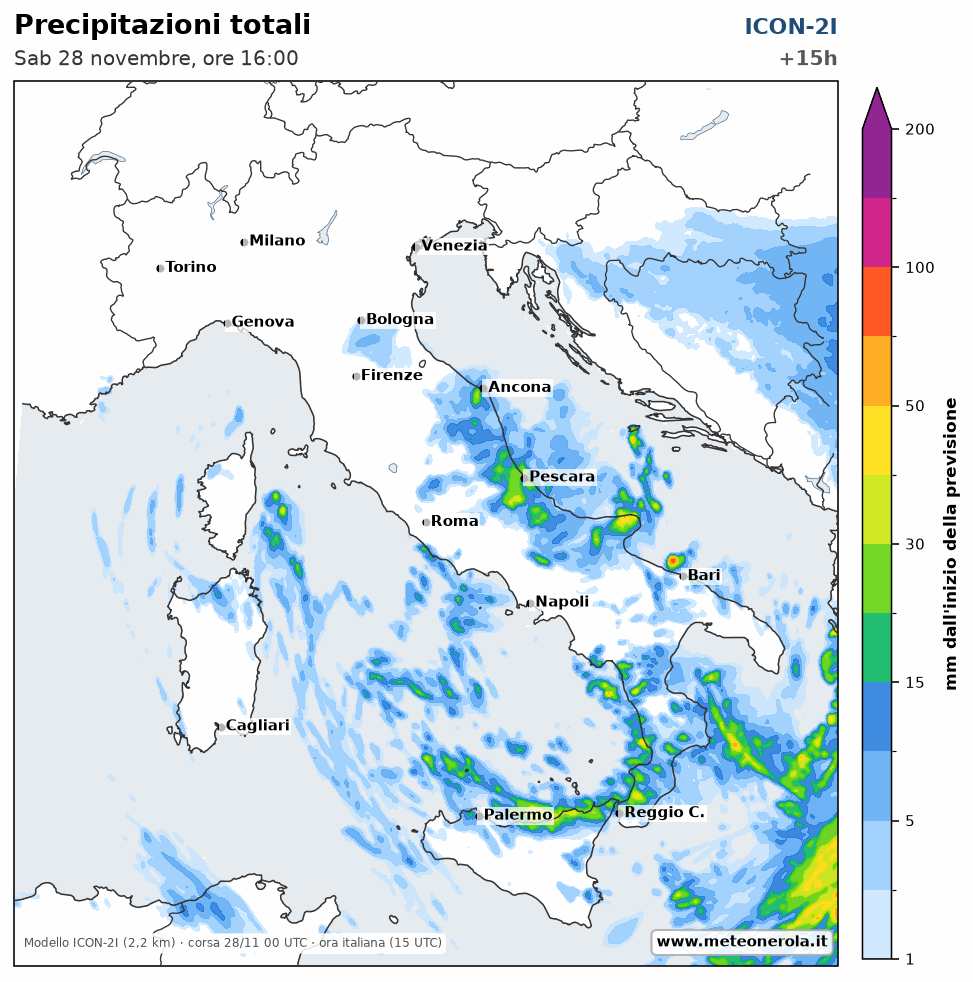 Precipitazioni totali
ICON-2I
Sab 28 novembre, ore 16:00
+15h
200
100
50
30
15
5
1
mm dall'inizio della previsione
Milano
Venezia
Torino
Genova
Bologna
Firenze
Ancona
Pescara
Roma
Bari
Napoli
Cagliari
Palermo
Reggio C.
Modello ICON-2I (2,2 km) · corsa 28/11 00 UTC · ora italiana (15 UTC)
www.meteonerola.it